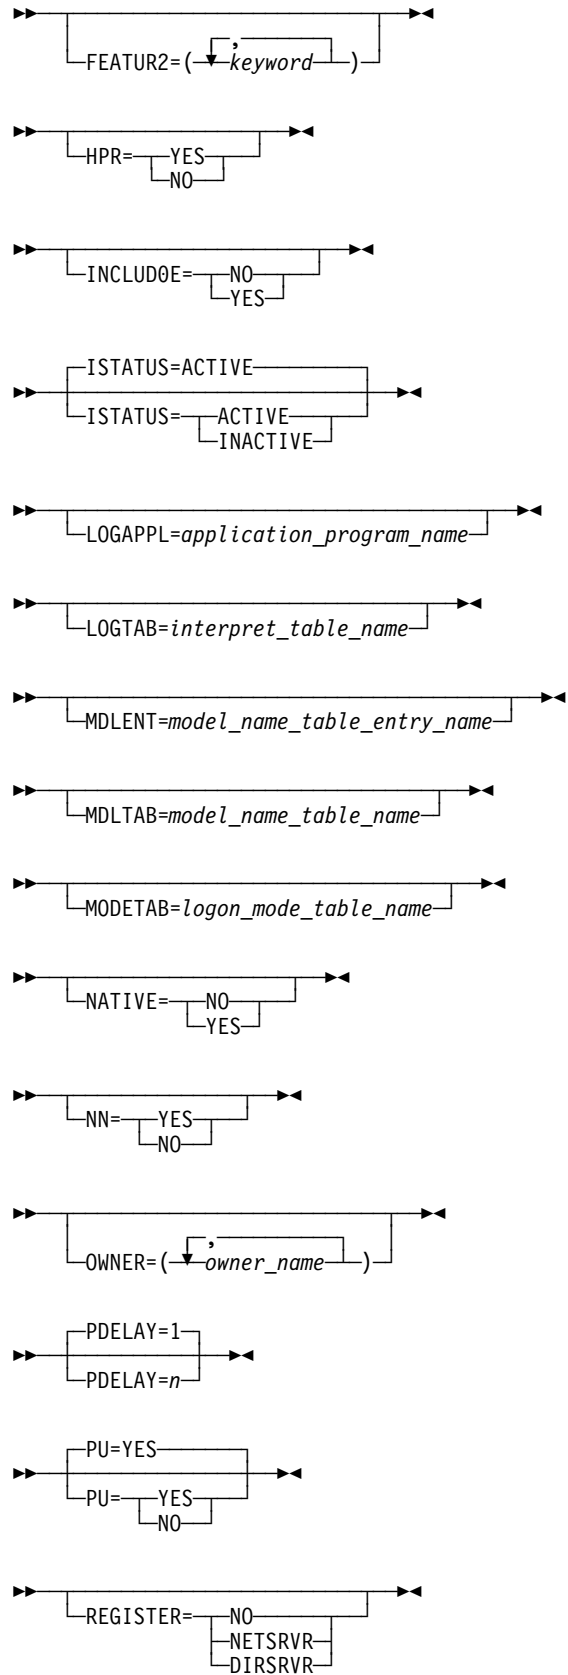 ,
FEATUR2=( keyword )
HPR= YES
NO
INCLUD0E= NO
YES
ISTATUS=ACTIVE
ISTATUS= ACTIVE
INACTIVE
LOGAPPL=application_program_name
LOGTAB=interpret_table_name
MDLENT=model_name_table_entry_name
MDLTAB=model_name_table_name
MODETAB=logon_mode_table_name
NATIVE= NO
YES
NN= YES
NO
,
OWNER=( owner_name )
PDELAY=1
PDELAY=n
PU=YES
PU= YES
NO
REGISTER= NO
NETSRVR
DIRSRVR